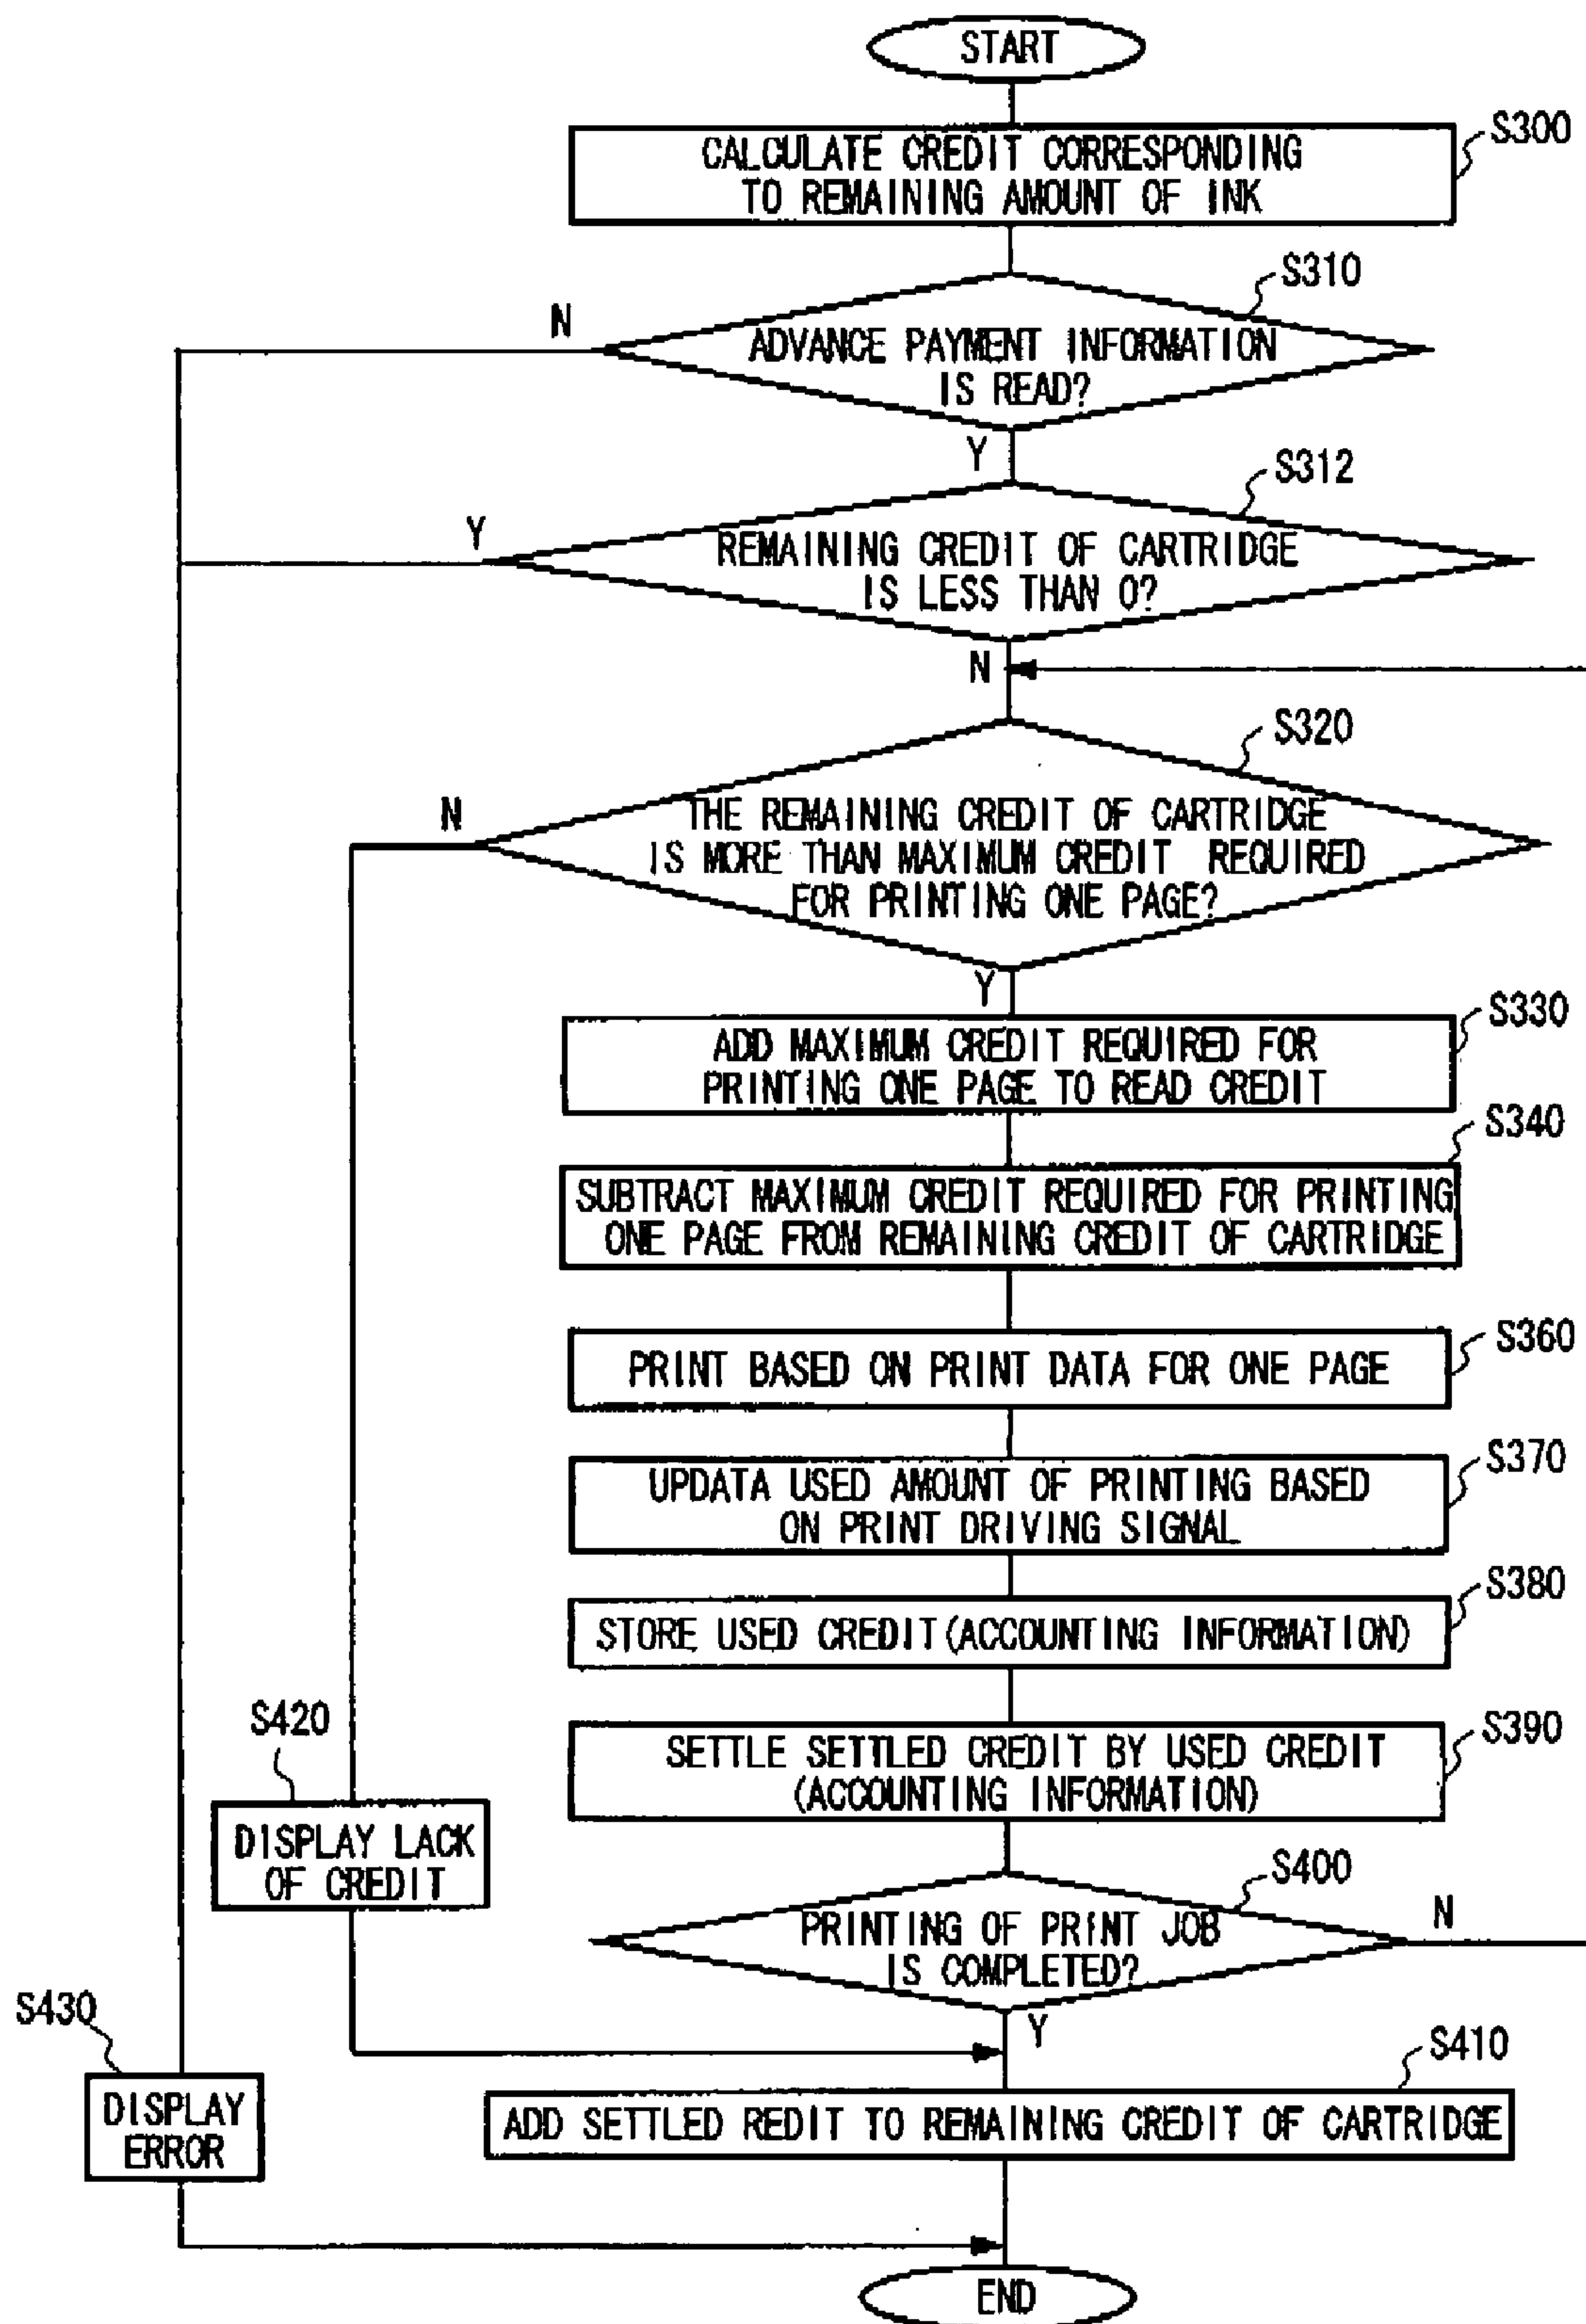 START
S300
CALCULATE CREDIT CORRESPONDING
TO REMAINING AMOUNT OF INK
S310
N
ADVANCE PAYMENT INFORMATION
IS READ?
Y
S312
Y
REMAINING CREDIT OF CARTRIDGE
IS LESS THAN 0?
N
S320
N
THE REMAINING CREDIT OF CARTRIDGE
IS MORE THAN MAXIMUM CREDIT REQUIRED
FOR PRINTING ONE PAGE?
Y
S330
ADD MAXIMUM CREDIT REQUIRED FOR
PRINTING ONE PAGE TO READ CREDIT
S340
SUBTRACT MAXIMUM CREDIT REQUIRED FOR PRINTING
ONE PAGE FROM REMAINING CREDIT OF CARTRIDGE
S360
PRINT BASED ON PRINT DATA FOR ONE PAGE
S370
UPDATA USED AMOUNT OF PRINTING BASED
ON PRINT DRIVING SIGNAL
S380
STORE USED CREDIT(ACCOUNTING INFORMATION)
S390
SETTLE SETTLED CREDIT BY USED CREDIT
(ACCOUNTING INFORMATION)
S420
DISPLAY LACK
OF CREDIT
S400
PRINTING OF PRINT JOB
IS COMPLETED?
N
Y
S430
DISPLAY
ERROR
S410
ADD SETTLED REDIT TO REMAINING CREDIT OF CARTRIDGE
END